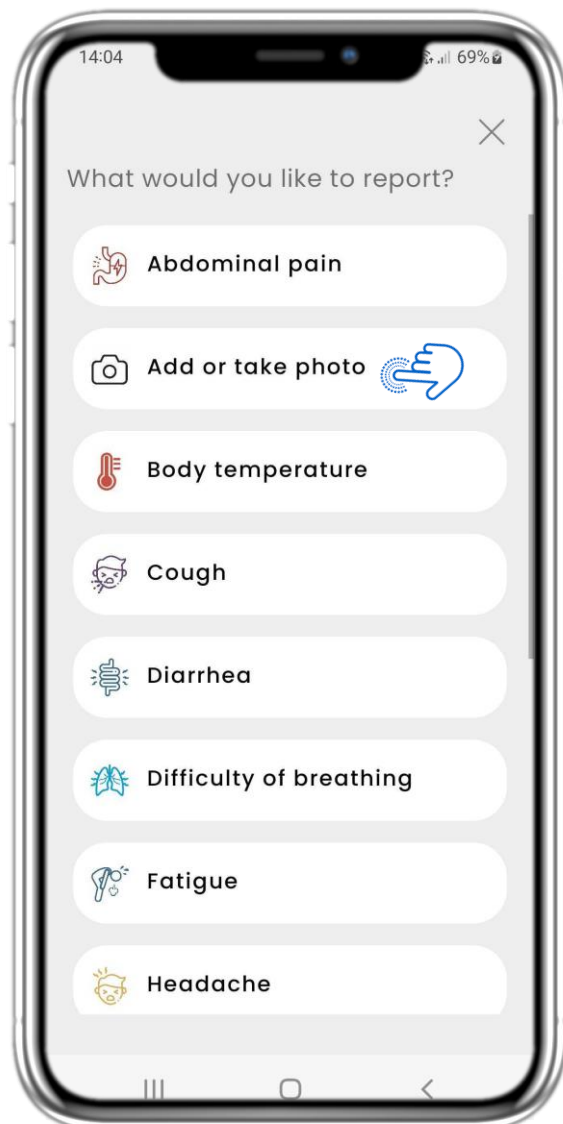 14:04
69%
What would you like to report?
Abdominal pain
Add or take photo
Body temperature
Cough
Diarrhea
Difficulty of breathing
Fatigue
Headache